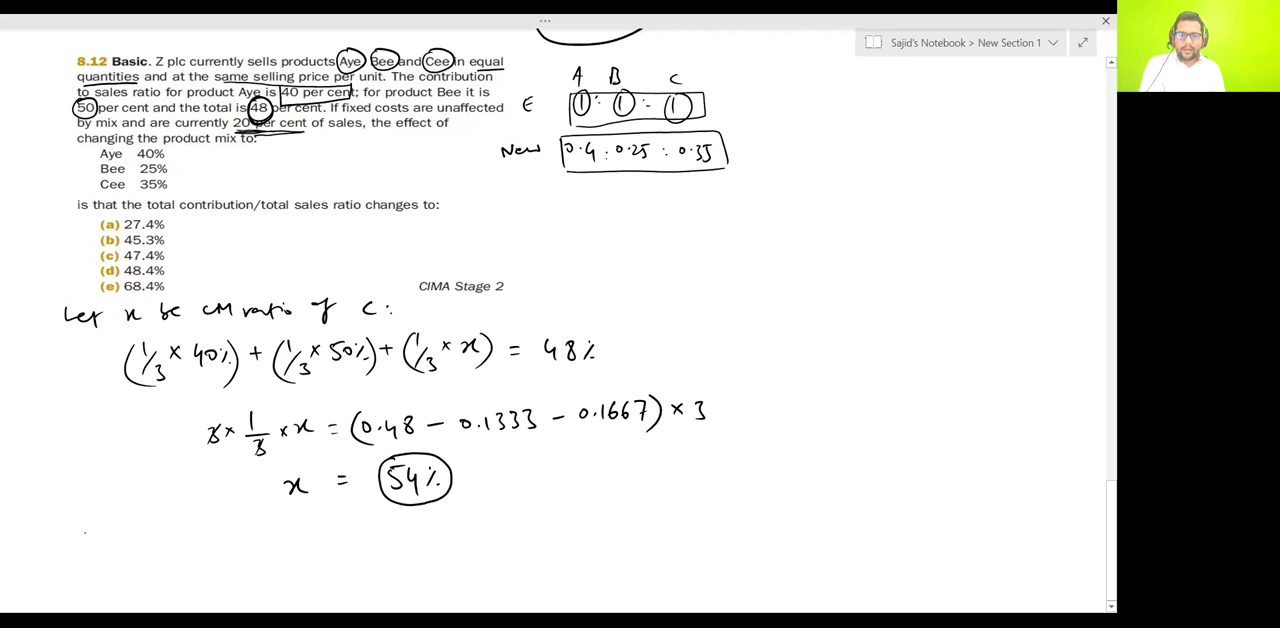 Sajid's Notebook > New Section 1
8.12 Basic. Z plc currently sells products Aye, Bee and Cee in equal
quantities and at the same selling price per unit. The contribution
to sales ratio for product Aye is 40 per cent; for product Bee it is
50 per cent and the total is 48 per cent. If fixed costs are unaffected
by mix and are currently 20 per cent of sales, the effect of
changing the product mix to:
Aye 40%
Bee 25%
Cee 35%
is that the total contribution/total sales ratio changes to:
(a) 27.4%
(b) 45.3%
(c) 47.4%
(d) 48.4%
(e) 68.4%
CIMA Stage 2
A B C
E 1 : 1 : 1
New 0.4 : 0.25 : 0.35
Let x be CM ratio of C:
(1/3 × 40%) + (1/3 × 50%) + (1/3 × x) = 48%
3 × 1/3 × x = (0.48 - 0.1333 - 0.1667) × 3
x = 54%